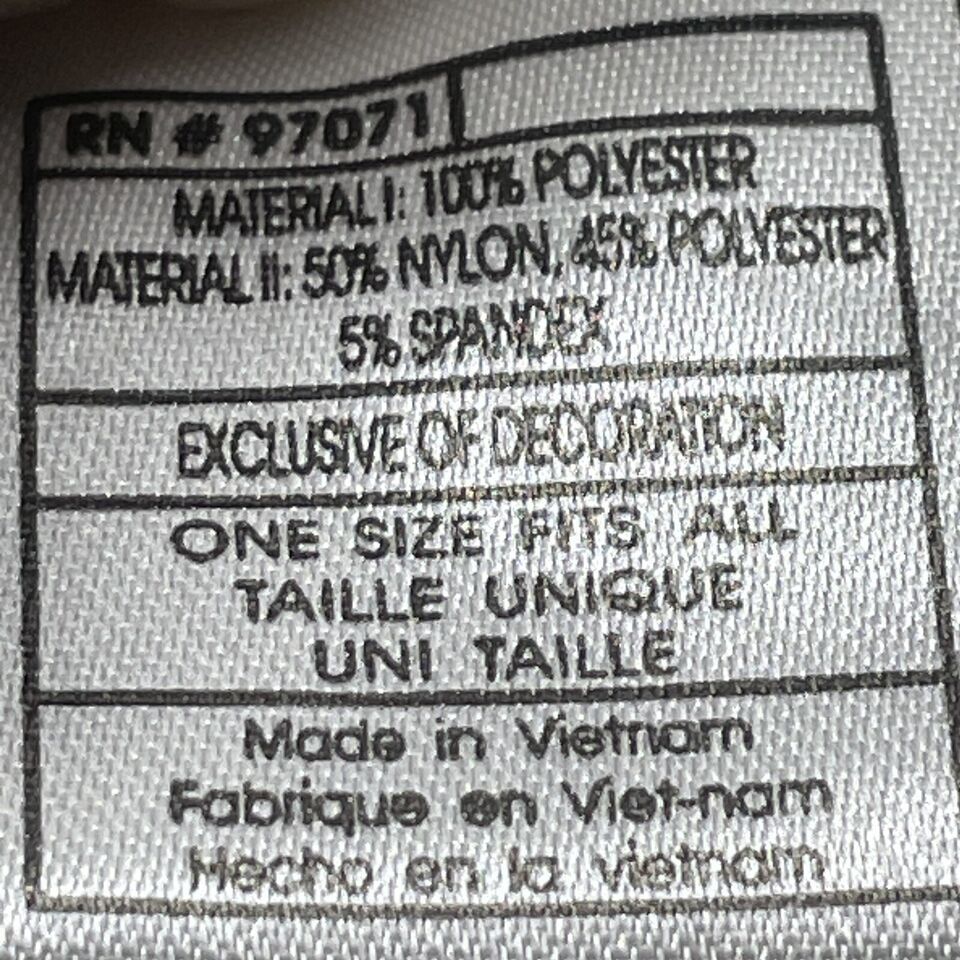 RN # 97071
MATERIAL I: 100% POLYESTER
MATERIAL II: 50% NYLON, 45% POLYESTER
5% SPANDEX
EXCLUSIVE OF DECORATION
ONE SIZE FITS ALL
TAILLE UNIQUE
UNI TAILLE
Made in Vietnam
Fabrique en Viet-nam
Hecho en la vietnam